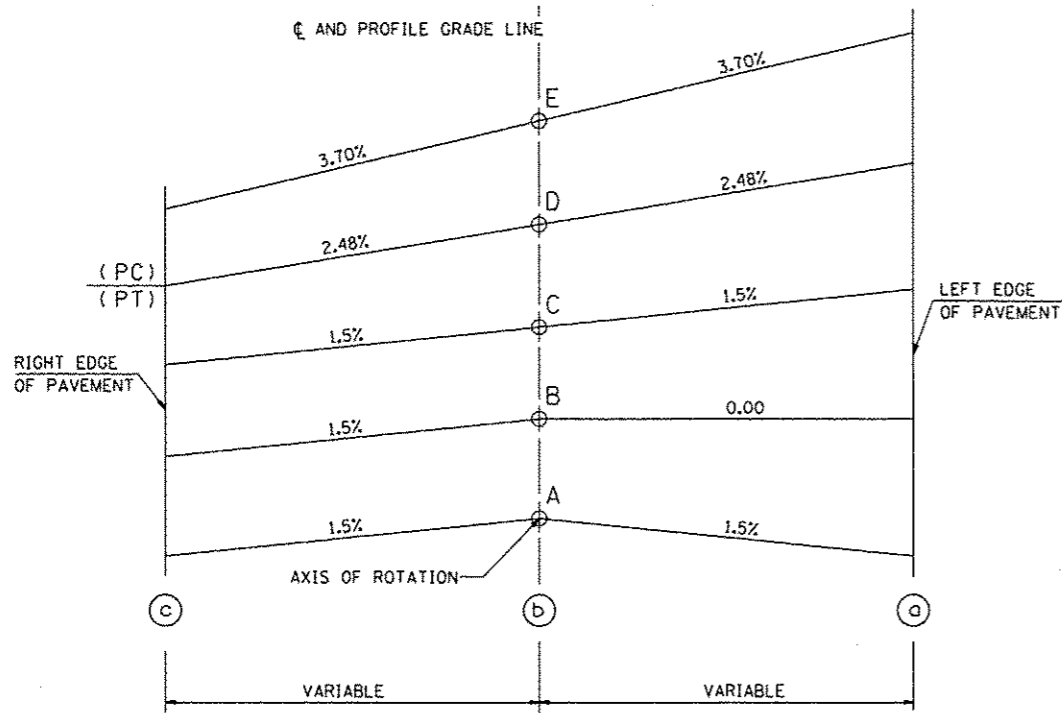 ℄ AND PROFILE GRADE LINE
3.70%
E
3.70%
2.48%
D
2.48%
(PC)
(PT)
1.5%
C
1.5%
LEFT EDGE
OF PAVEMENT
RIGHT EDGE
OF PAVEMENT
B
0.00
1.5%
A
1.5%
1.5%
AXIS OF ROTATION
c
b
a
VARIABLE
VARIABLE